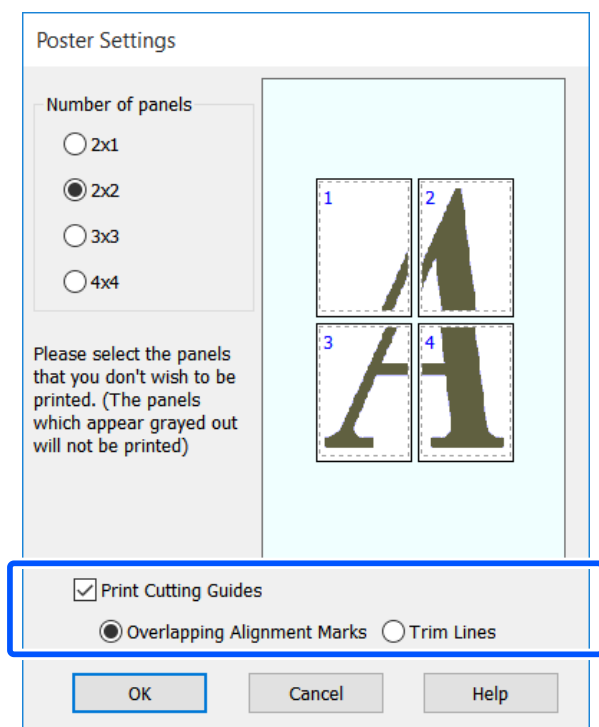 Poster Settings
Number of panels
2x1
2x2
3x3
4x4
1
2
3
4
Please select the panels
that you don't wish to be
printed. (The panels
which appear grayed out
will not be printed)
Print Cutting Guides
Overlapping Alignment Marks Trim Lines
OK Cancel Help